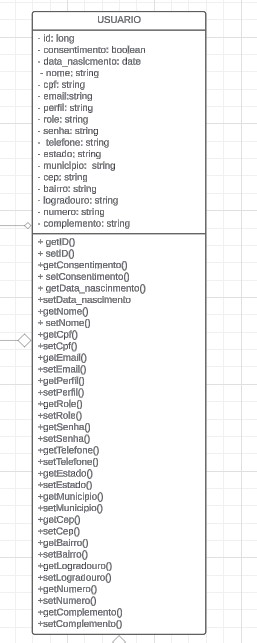 USUARIO
- id: long
- consentimento: boolean
- data_nasicmento: date
- nome; string
- cpf: string
- email:string
- perfil: string
- role: string
- senha: string
- telefone: string
- estado; string
- municipio: string
- cep: string
- bairro: string
- logradouro: string
- numero: string
- complemento: string
+ getID()
+ setID()
+getConsentimento()
+ setConsentimento()
+ getData_nascinmento()
+setData_nascimento
+getNome()
+ setNome()
+getCpf()
+setCpf()
+getEmail()
+setEmail()
+getPerfil()
+setPerfil()
+getRole()
+setRole()
+getSenha()
+setSenha()
+getTelefone()
+setTelefone()
+getEstado()
+setEstado()
+getMunicipio()
+setMunicipio()
+getCep()
+setCep()
+getBairro()
+setBairro()
+getLogradouro()
+setLogradouro()
+getNumero()
+setNumero()
+getComplemento()
+setComplemento()